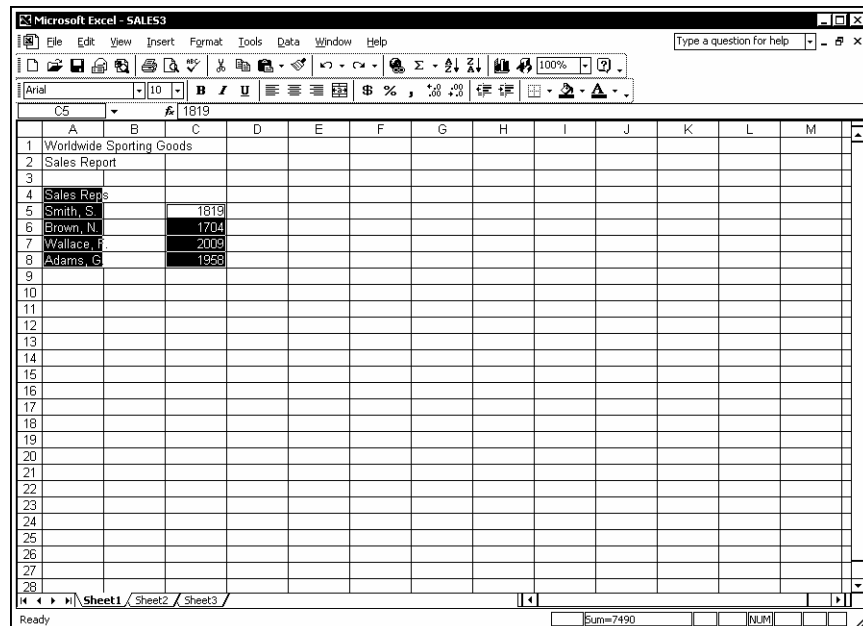 Microsoft Excel - SALES3
File Edit View Insert Format Tools Data Window Help Type a question for help
100%
Arial 10 B I U $ % ,
C5 fx 1819
A B C D E F G H I J K L M
1 Worldwide Sporting Goods
2 Sales Report
3
4 Sales Reps
5 Smith, S. 1819
6 Brown, N. 1704
7 Wallace, F. 2009
8 Adams, G 1958
9
10
11
12
13
14
15
16
17
18
19
20
21
22
23
24
25
26
27
28
Sheet1 Sheet2 Sheet3
Ready Sum=7490 NUM